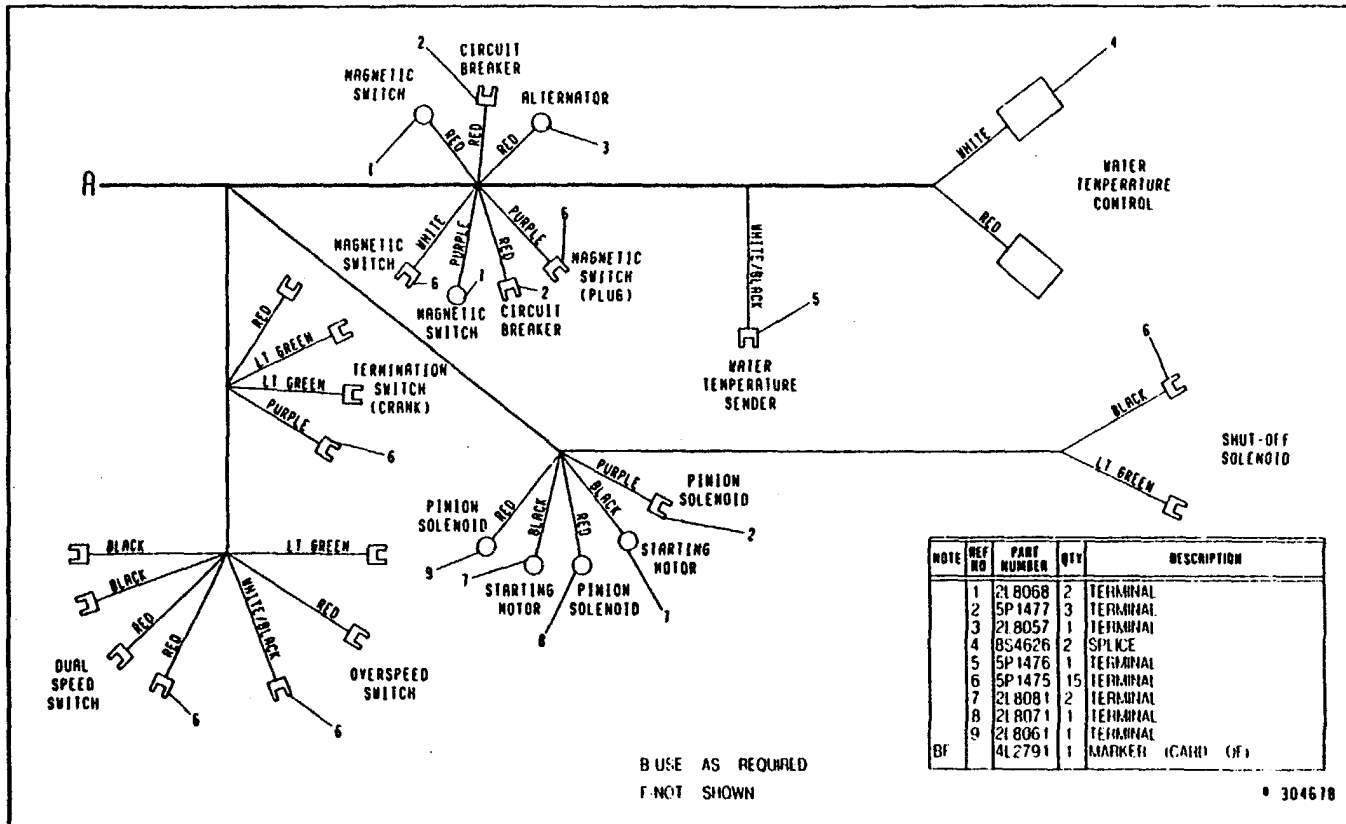 2
CIRCUIT
BREAKER
4
MAGNETIC
SWITCH
ALTERNATOR
RED
RED
RED
1
3
WHITE
WATER
TEMPERATURE
CONTROL
A
RED
WHITE
PURPLE
RED
PURPLE
6
MAGNETIC
SWITCH
6
1
MAGNETIC
SWITCH
2
CIRCUIT
BREAKER
MAGNETIC
SWITCH
(PLUG)
WHITE/BLACK
5
WATER
TEMPERATURE
SENDER
RED
LT GREEN
LT GREEN
PURPLE
TERMINATION
SWITCH
(CRANK)
6
6
BLACK
LT GREEN
SHUT-OFF
SOLENOID
PINION
SOLENOID
RED
BLACK
RED
BLACK
PURPLE
PINION
SOLENOID
2
9
7
STARTING
MOTOR
8
PINION
SOLENOID
STARTING
MOTOR
7
BLACK
LT GREEN
BLACK
RED
RED
WHITE/BLACK
RED
DUAL
SPEED
SWITCH
6
6
OVERSPEED
SWITCH
NOTE REF NO PART NUMBER QTY DESCRIPTION
1 2L8068 2 TERMINAL
2 5P1477 3 TERMINAL
3 2L8057 1 TERMINAL
4 8S4626 2 SPLICE
5 5P1476 1 TERMINAL
6 5P1475 15 TERMINAL
7 2L8081 2 TERMINAL
8 2L8071 1 TERMINAL
9 2L8061 1 TERMINAL
BF 4L2791 1 MARKER (CARD OF)
B USE AS REQUIRED
F-NOT SHOWN
304678